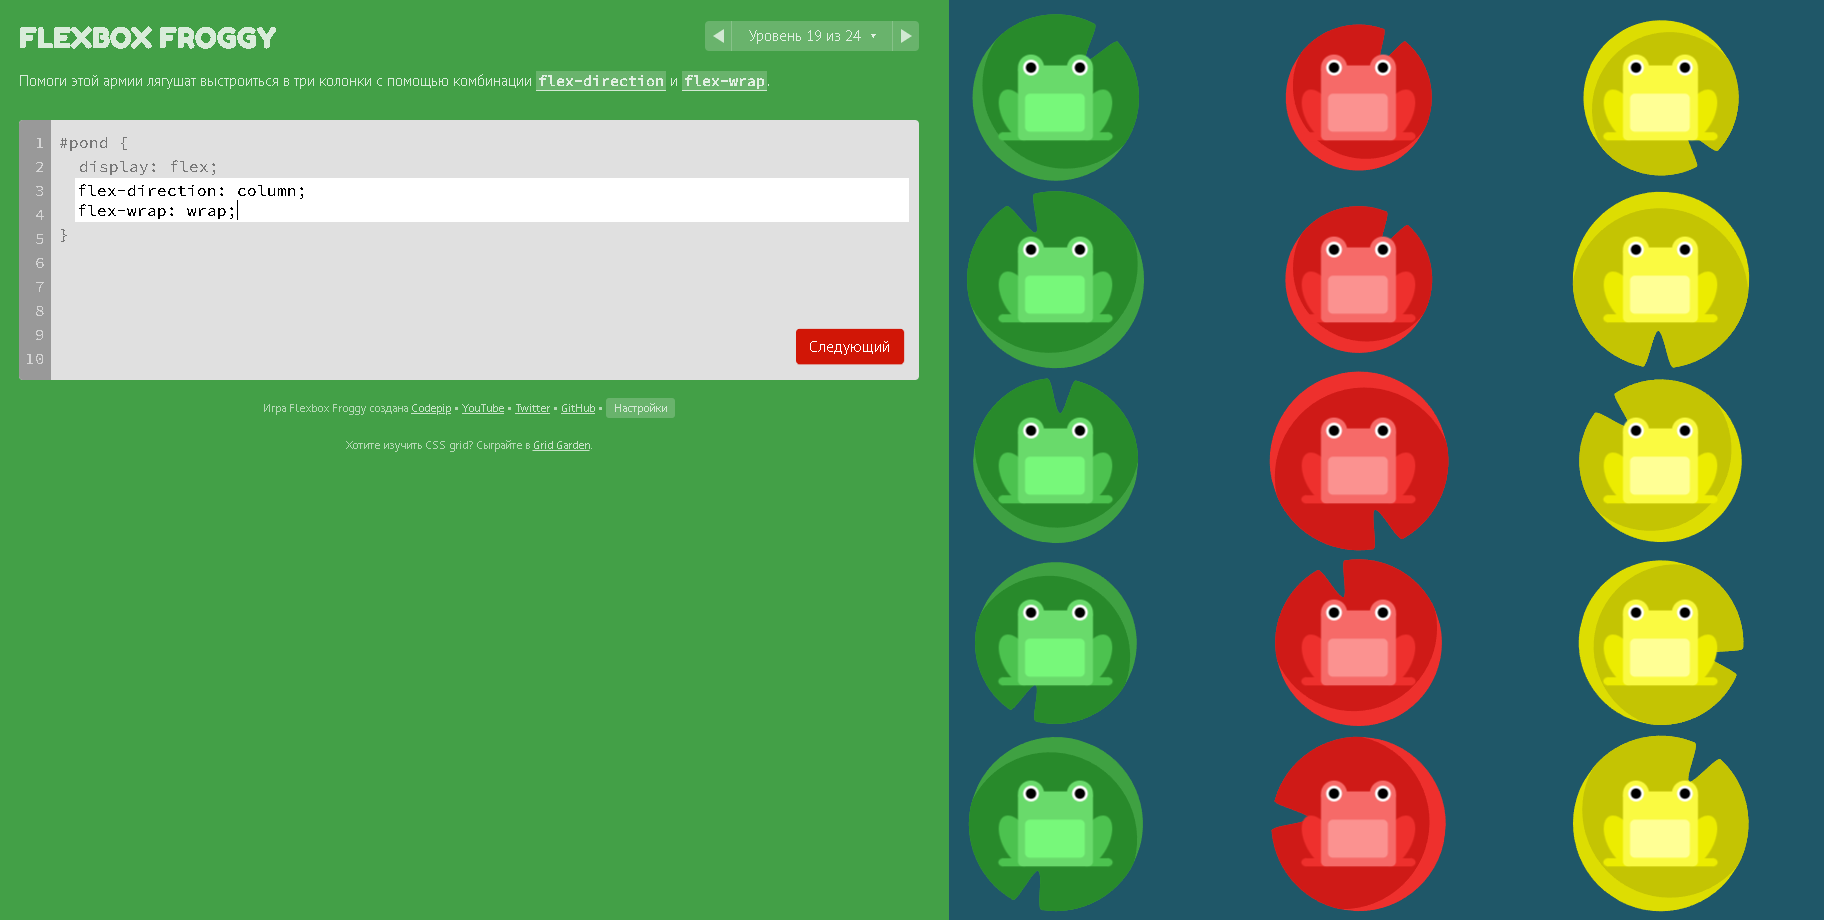 FLEXBOX FROGGY
Уровень 19 из 24
Помоги этой армии лягушат выстроиться в три колонки с помощью комбинации flex-direction и flex-wrap.
1 #pond {
2 display: flex;
3 flex-direction: column;
4 flex-wrap: wrap;
5 }
6
7
8
9
10
Следующий
Игра Flexbox Froggy создана Codepip • YouTube • Twitter • GitHub • Настройки
Хотите изучить CSS grid? Сыграйте в Grid Garden.